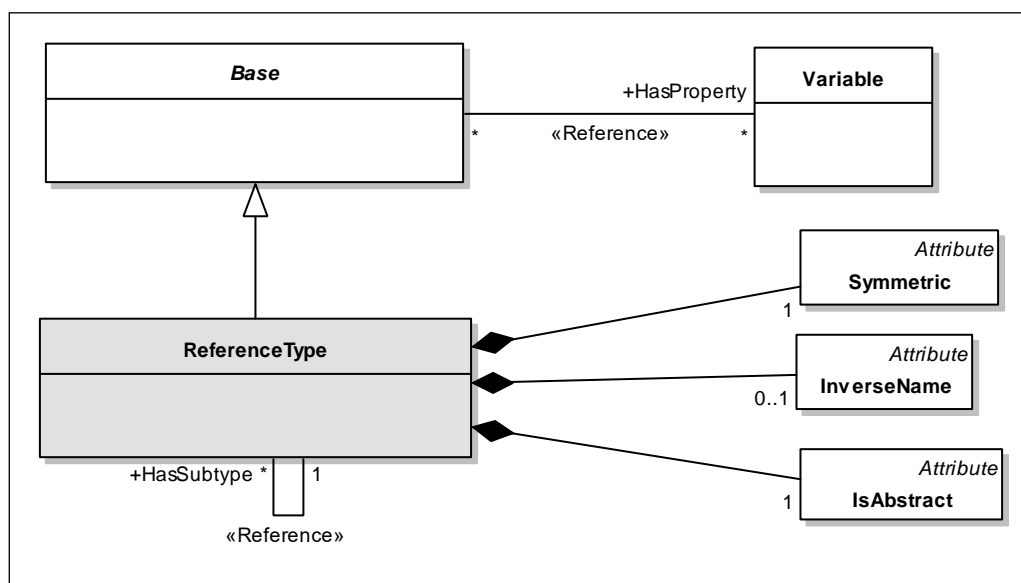 Base
Variable
+HasProperty
* «Reference» *
Attribute
Symmetric
1
ReferenceType
Attribute
InverseName
0..1
+HasSubtype * 1
Attribute
IsAbstract
1
«Reference»